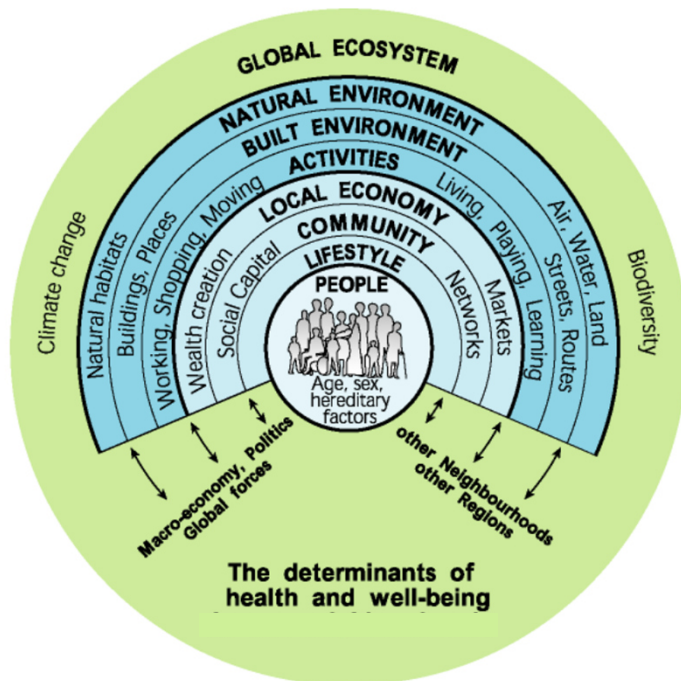 GLOBAL ECOSYSTEM
NATURAL ENVIRONMENT
BUILT ENVIRONMENT
ACTIVITIES
LOCAL ECONOMY
COMMUNITY
LIFESTYLE
PEOPLE
Age, sex,
hereditary
factors
Climate change
Natural habitats
Buildings, Places
Working, Shopping, Moving
Wealth creation
Social Capital
Networks
Markets
Living, Playing, Learning
Streets, Routes
Air, Water, Land
Biodiversity
Macro-economy, Politics
Global forces
other Neighbourhoods
other Regions
The determinants of
health and well-being